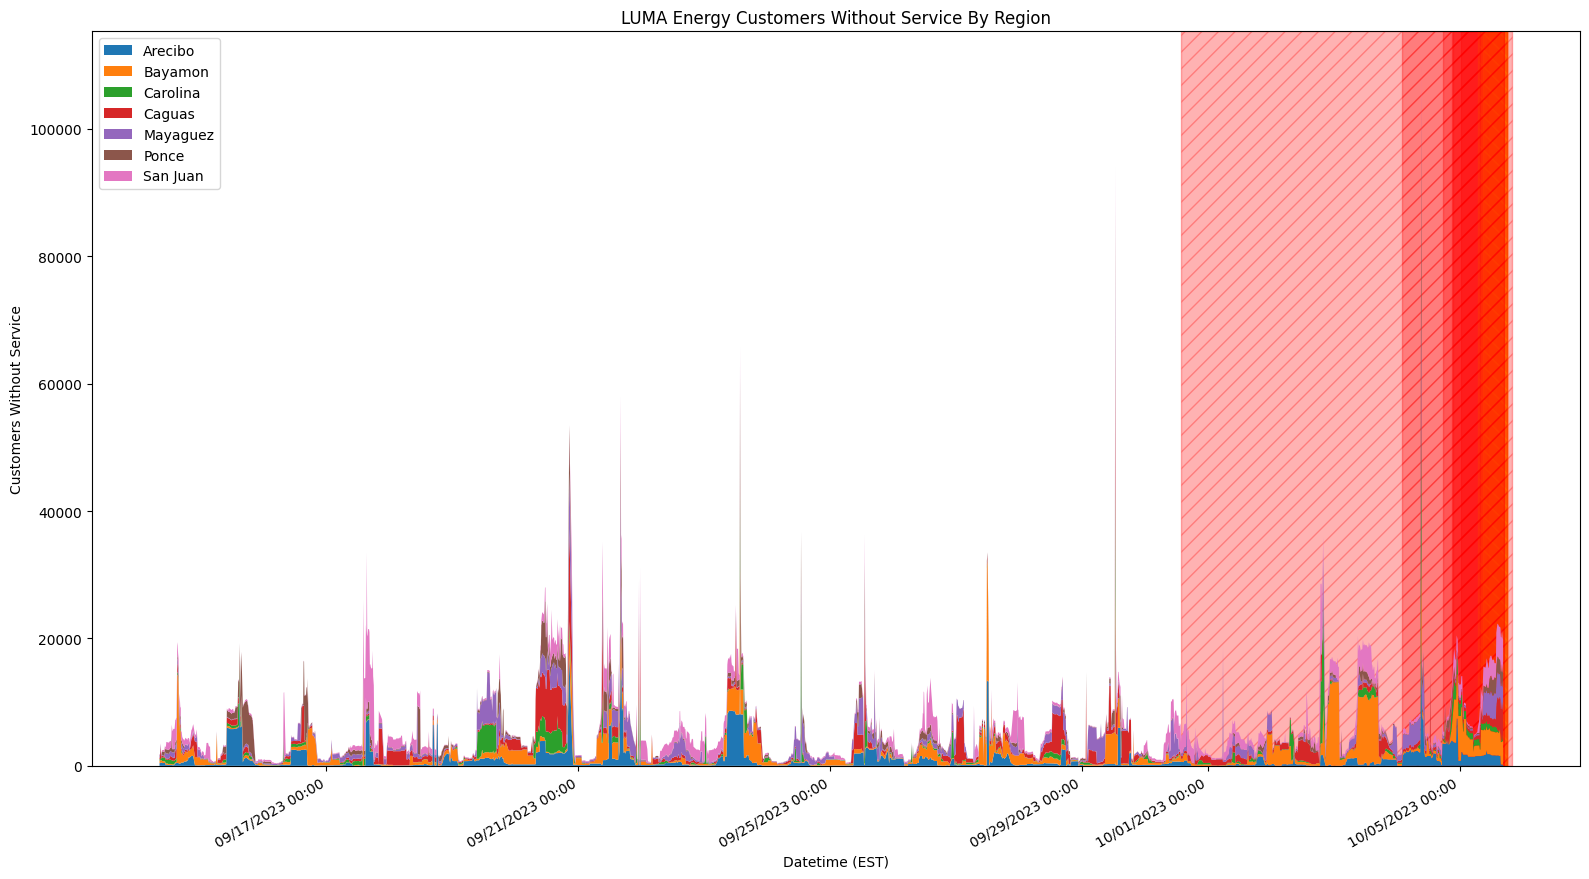 LUMA Energy Customers Without Service By Region
Arecibo
Bayamon
Carolina
Caguas
Mayaguez
Ponce
San Juan
100000
80000
60000
40000
20000
0
Customers Without Service
09/17/2023 00:00
09/21/2023 00:00
09/25/2023 00:00
09/29/2023 00:00
10/01/2023 00:00
10/05/2023 00:00
Datetime (EST)